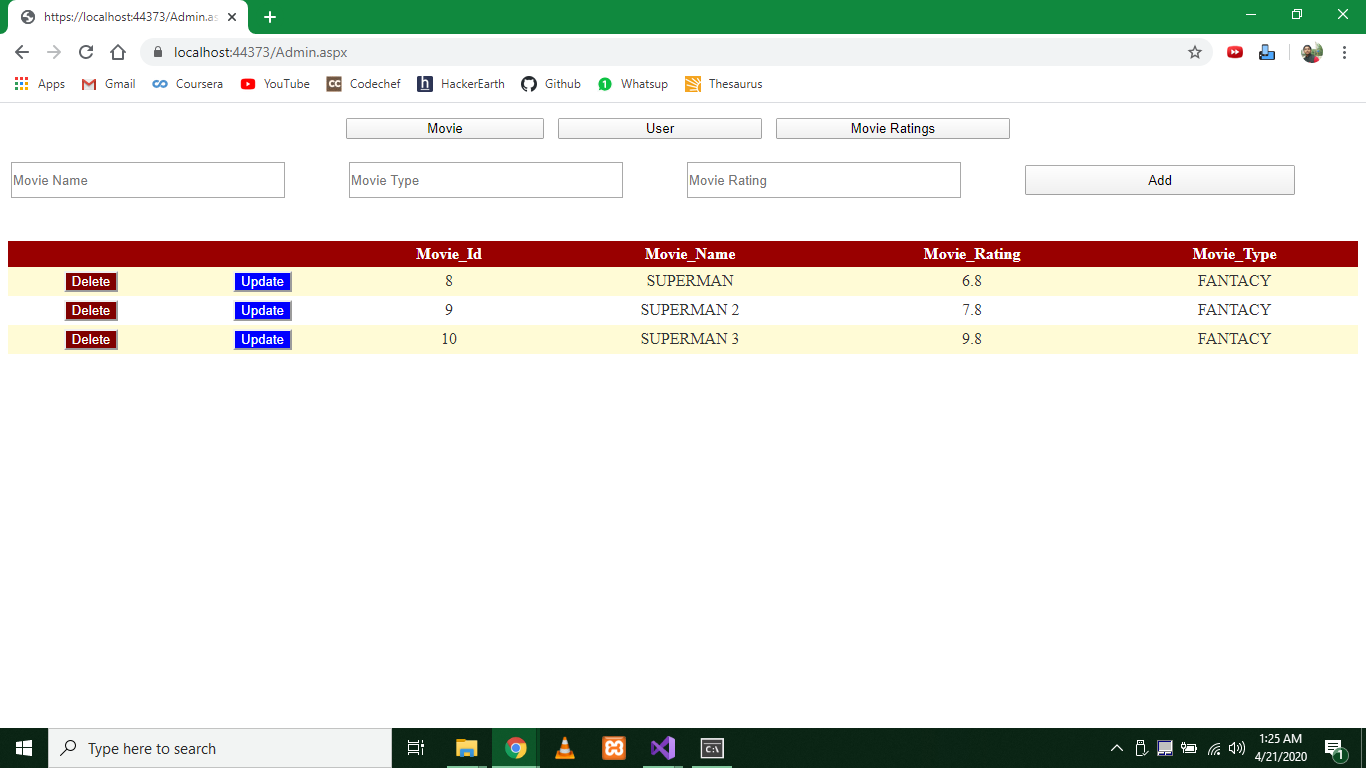 https://localhost:44373/Admin.as
localhost:44373/Admin.aspx
Apps Gmail Coursera YouTube CC Codechef h HackerEarth Github 1 Whatsup Thesaurus
Movie User Movie Ratings
Movie Name Movie Type Movie Rating Add
Movie_Id Movie_Name Movie_Rating Movie_Type
Delete Update 8 SUPERMAN 6.8 FANTACY
Delete Update 9 SUPERMAN 2 7.8 FANTACY
Delete Update 10 SUPERMAN 3 9.8 FANTACY
Type here to search
C:\
1:25 AM
4/21/2020
1